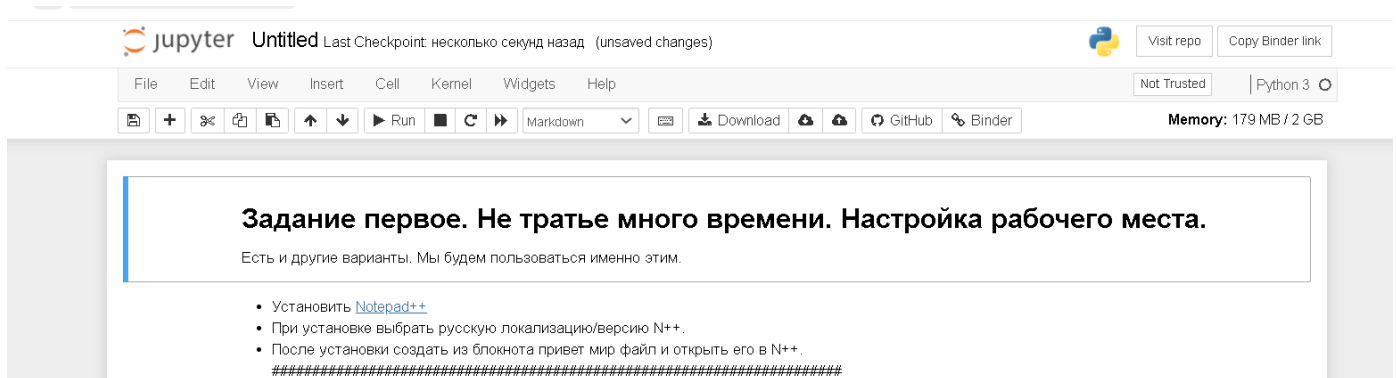 jupyter Untitled Last Checkpoint: несколько секунд назад (unsaved changes) Visit repo Copy Binder link
File Edit View Insert Cell Kernel Widgets Help Not Trusted Python 3
Run Markdown Download GitHub Binder Memory: 179 MB / 2 GB
Задание первое. Не тратье много времени. Настройка рабочего места.
Есть и другие варианты. Мы будем пользоваться именно этим.
Установить Notepad++
При установке выбрать русскую локализацию/версию N++.
После установки создать из блокнота привет мир файл и открыть его в N++.
#######################################################################